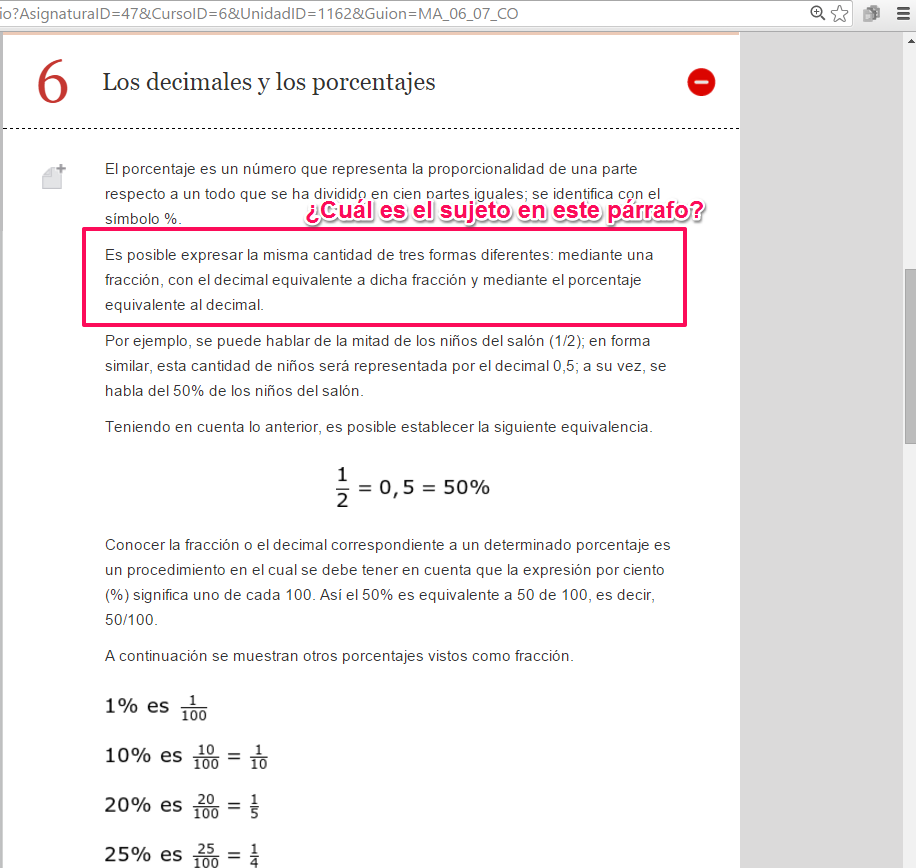 io?AsignaturaID=47&CursoID=6&UnidadID=1162&Guion=MA_06_07_CO
6 Los decimales y los porcentajes
El porcentaje es un número que representa la proporcionalidad de una parte
respecto a un todo que se ha dividido en cien partes iguales; se identifica con el
símbolo %.
¿Cuál es el sujeto en este párrafo?
Es posible expresar la misma cantidad de tres formas diferentes: mediante una
fracción, con el decimal equivalente a dicha fracción y mediante el porcentaje
equivalente al decimal.
Por ejemplo, se puede hablar de la mitad de los niños del salón (1/2); en forma
similar, esta cantidad de niños será representada por el decimal 0,5; a su vez, se
habla del 50% de los niños del salón.
Teniendo en cuenta lo anterior, es posible establecer la siguiente equivalencia.
1/2 = 0,5 = 50%
Conocer la fracción o el decimal correspondiente a un determinado porcentaje es
un procedimiento en el cual se debe tener en cuenta que la expresión por ciento
(%) significa uno de cada 100. Así el 50% es equivalente a 50 de 100, es decir,
50/100.
A continuación se muestran otros porcentajes vistos como fracción.
1% es 1/100
10% es 10/100 = 1/10
20% es 20/100 = 1/5
25% es 25/100 = 1/4